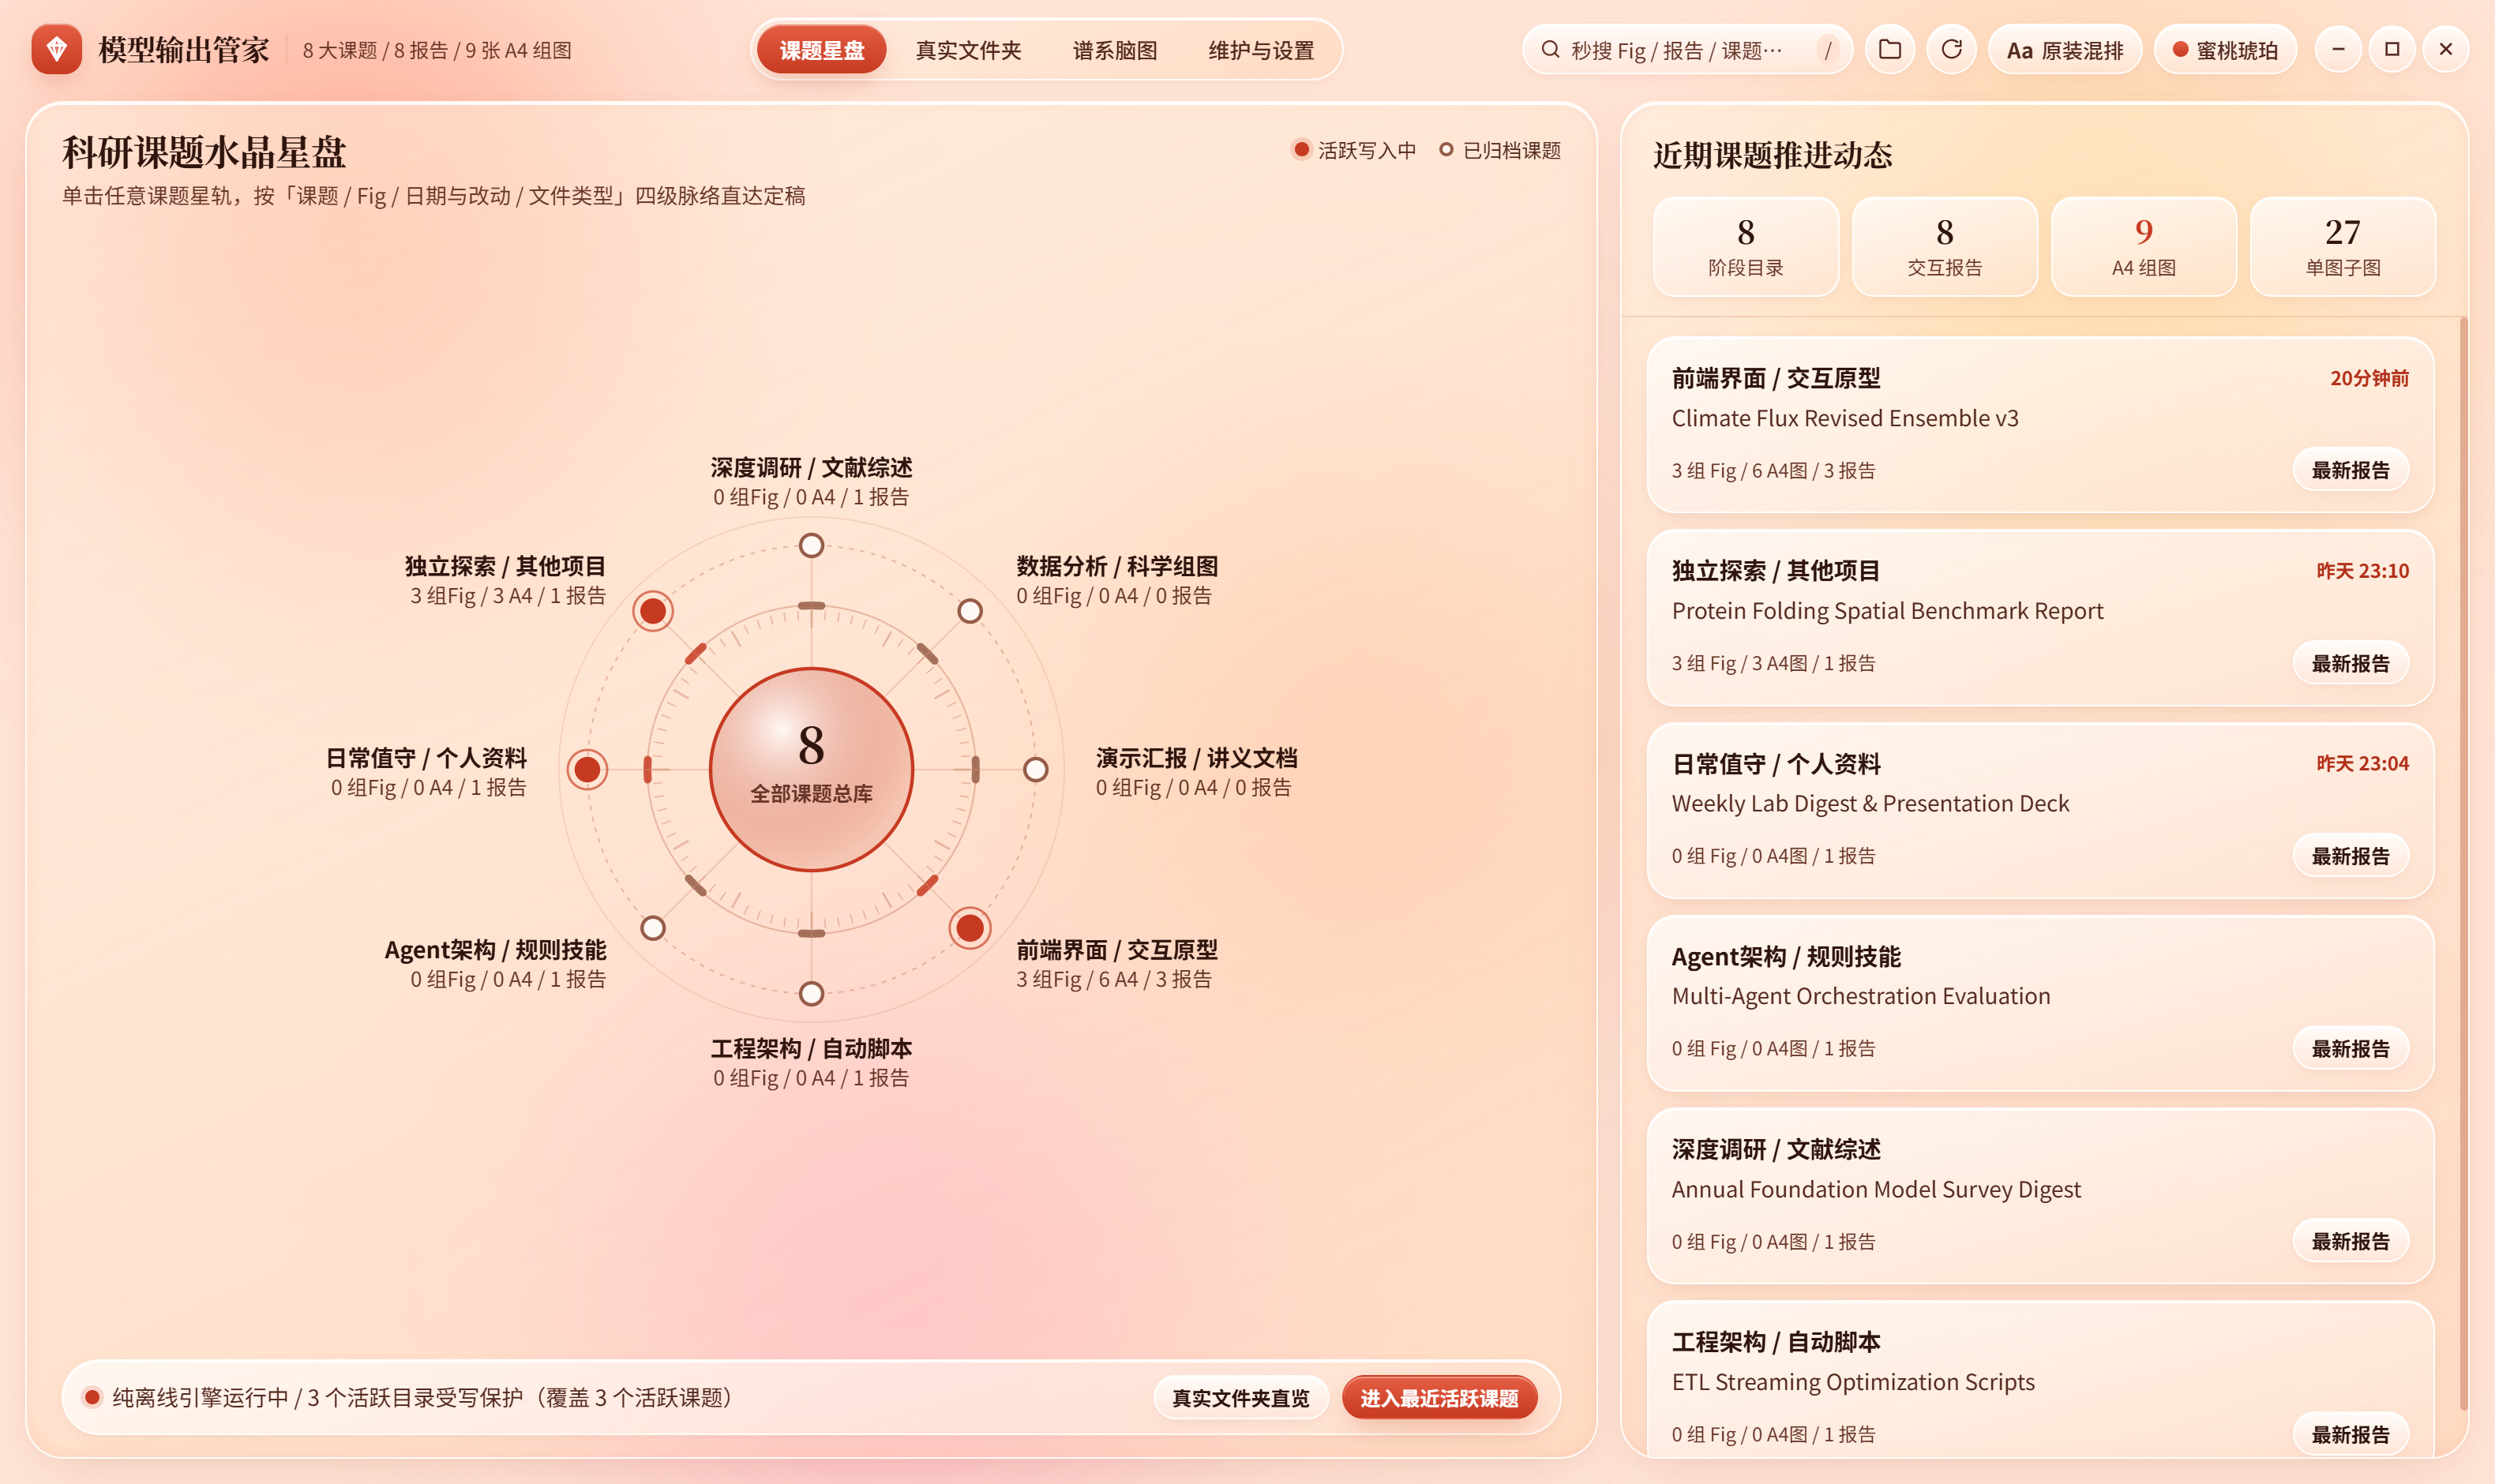 模型输出管家
8 大课题 / 8 报告 / 9 张 A4 组图
课题星盘
真实文件夹
谱系脑图
维护与设置
秒搜 Fig / 报告 / 课题…
/
Aa 原装混排
蜜桃琥珀
科研课题水晶星盘
单击任意课题星轨，按「课题 / Fig / 日期与改动 / 文件类型」四级脉络直达定稿
活跃写入中
已归档课题
深度调研 / 文献综述
0 组Fig / 0 A4 / 1 报告
独立探索 / 其他项目
3 组Fig / 3 A4 / 1 报告
数据分析 / 科学组图
0 组Fig / 0 A4 / 0 报告
8
全部课题总库
日常值守 / 个人资料
0 组Fig / 0 A4 / 1 报告
演示汇报 / 讲义文档
0 组Fig / 0 A4 / 0 报告
Agent架构 / 规则技能
0 组Fig / 0 A4 / 1 报告
前端界面 / 交互原型
3 组Fig / 6 A4 / 3 报告
工程架构 / 自动脚本
0 组Fig / 0 A4 / 1 报告
纯离线引擎运行中 / 3 个活跃目录受写保护（覆盖 3 个活跃课题）
真实文件夹直览
进入最近活跃课题
近期课题推进动态
8
阶段目录
8
交互报告
9
A4 组图
27
单图子图
前端界面 / 交互原型
20分钟前
Climate Flux Revised Ensemble v3
3 组 Fig / 6 A4图 / 3 报告
最新报告
独立探索 / 其他项目
昨天 23:10
Protein Folding Spatial Benchmark Report
3 组 Fig / 3 A4图 / 1 报告
最新报告
日常值守 / 个人资料
昨天 23:04
Weekly Lab Digest & Presentation Deck
0 组 Fig / 0 A4图 / 1 报告
最新报告
Agent架构 / 规则技能
Multi-Agent Orchestration Evaluation
0 组 Fig / 0 A4图 / 1 报告
最新报告
深度调研 / 文献综述
Annual Foundation Model Survey Digest
0 组 Fig / 0 A4图 / 1 报告
最新报告
工程架构 / 自动脚本
ETL Streaming Optimization Scripts
0 组 Fig / 0 A4图 / 1 报告
最新报告